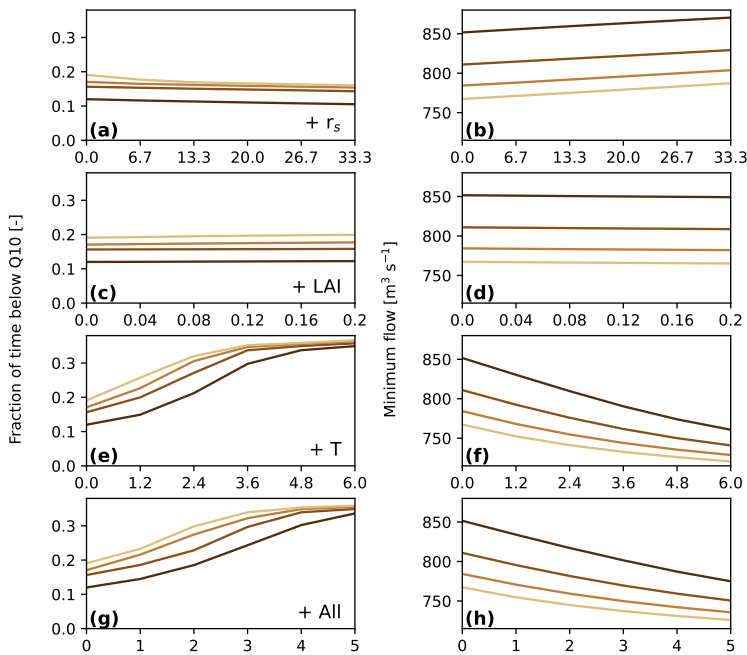 0.3
0.2
0.1
0.0
(a)
+ r_s
0.0 6.7 13.3 20.0 26.7 33.3
850
800
750
(b)
0.0 6.7 13.3 20.0 26.7 33.3
0.3
0.2
0.1
0.0
(c)
+ LAI
0.0 0.04 0.08 0.12 0.16 0.2
850
800
750
(d)
0.0 0.04 0.08 0.12 0.16 0.2
Fraction of time below Q10 [-]
Minimum flow [m³ s⁻¹]
0.3
0.2
0.1
0.0
(e)
+ T
0.0 1.2 2.4 3.6 4.8 6.0
850
800
750
(f)
0.0 1.2 2.4 3.6 4.8 6.0
0.3
0.2
0.1
0.0
(g)
+ All
0 1 2 3 4 5
850
800
750
(h)
0 1 2 3 4 5